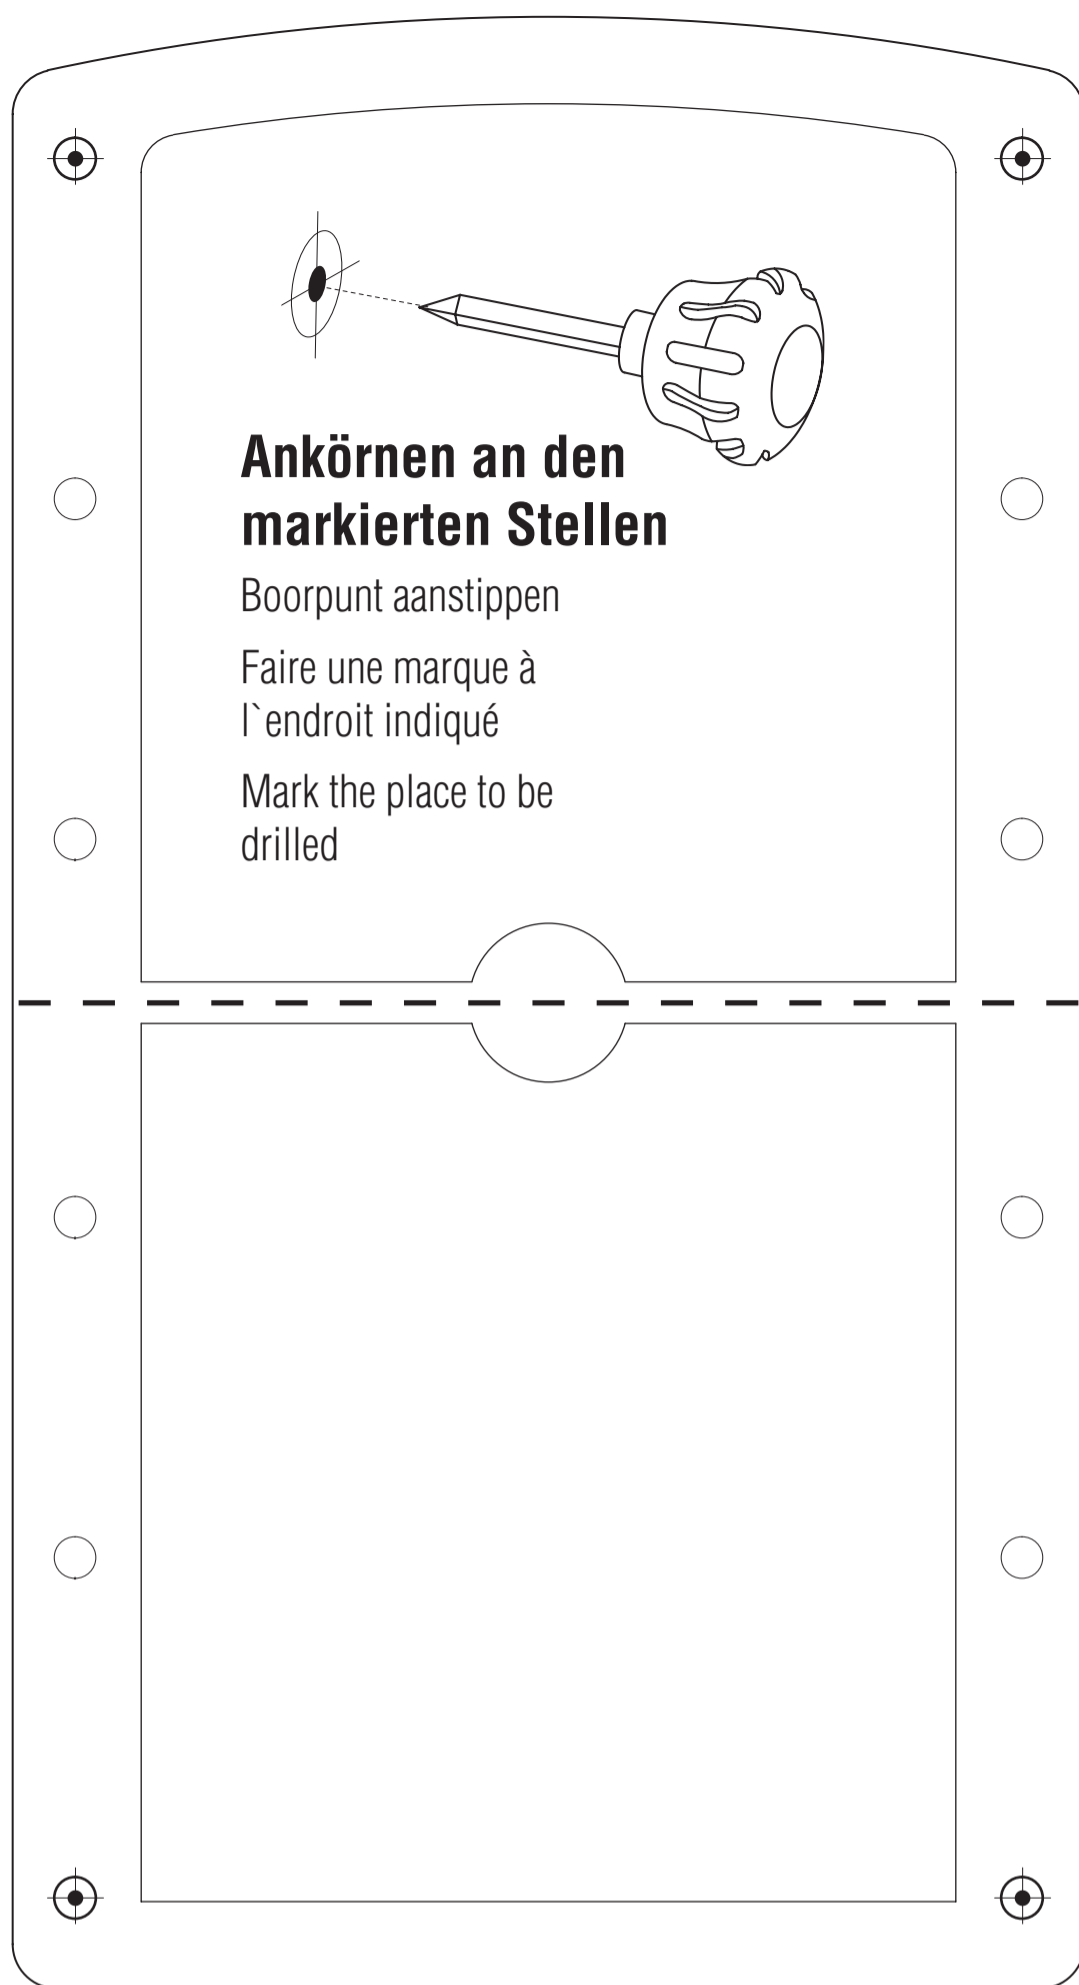 Ankörnen an den
markierten Stellen
Boorpunt aanstippen
Faire une marque à
l`endroit indiqué
Mark the place to be
drilled